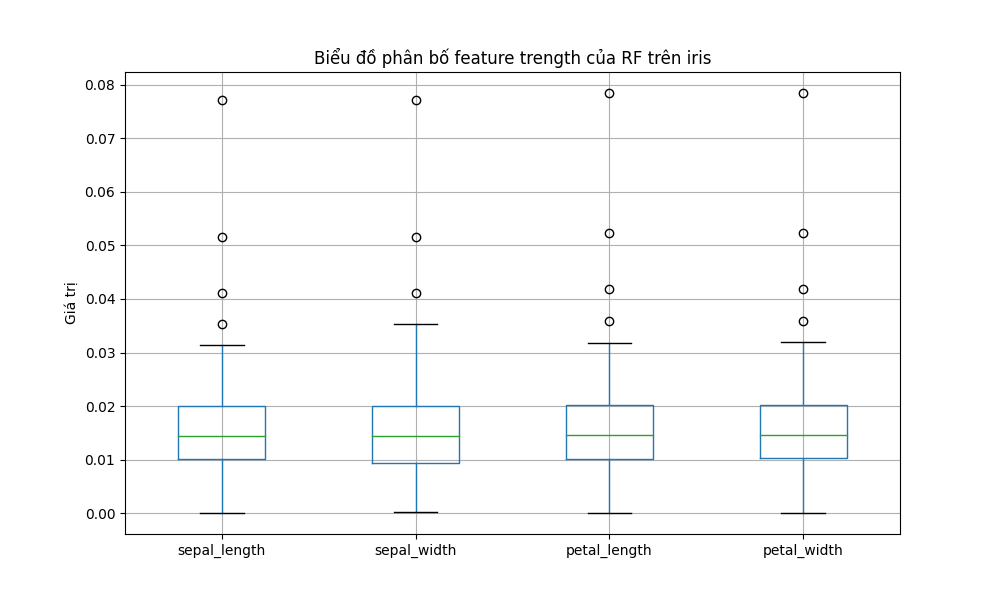 Biểu đồ phân bố feature trength của RF trên iris
Giá trị
0.08
0.07
0.06
0.05
0.04
0.03
0.02
0.01
0.00
sepal_length
sepal_width
petal_length
petal_width